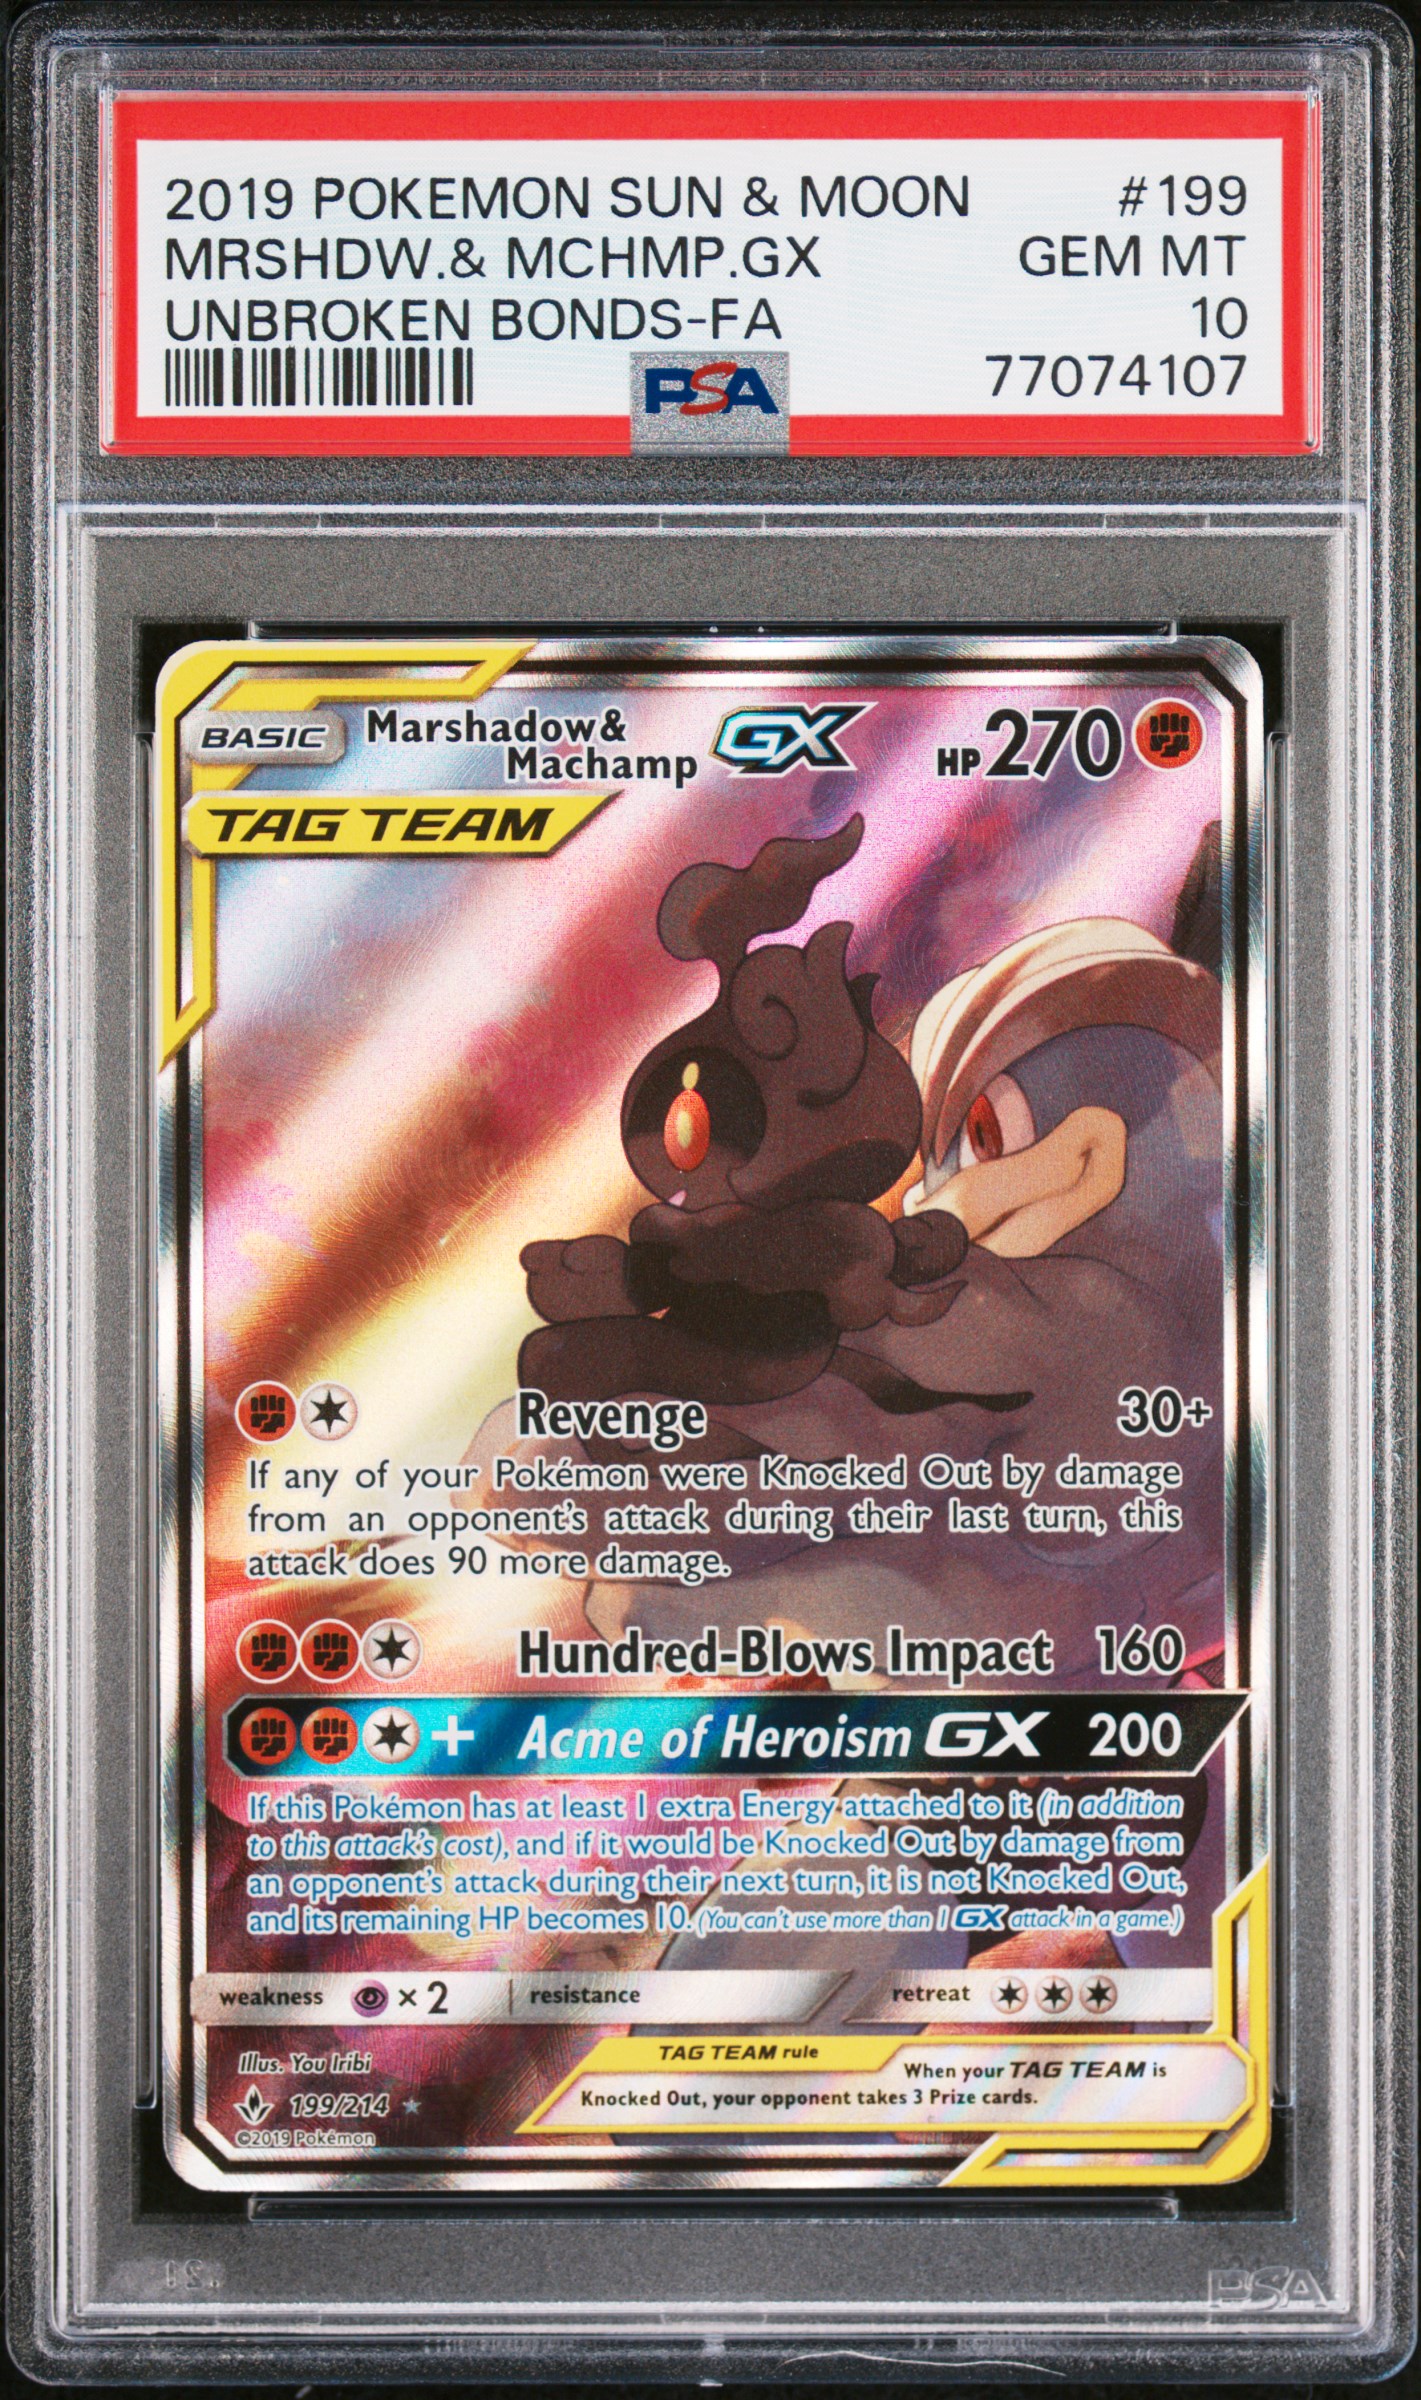 2019 POKEMON SUN & MOON #199
MRSHDW.& MCHMP.GX GEM MT
UNBROKEN BONDS-FA 10
PSA 77074107
BASIC Marshadow& Machamp GX HP 270
TAG TEAM
Revenge 30+
If any of your Pokémon were Knocked Out by damage
from an opponent's attack during their last turn, this
attack does 90 more damage.
Hundred-Blows Impact 160
+ Acme of Heroism GX 200
If this Pokémon has at least 1 extra Energy attached to it (in addition
to this attack's cost), and if it would be Knocked Out by damage from
an opponent's attack during their next turn, it is not Knocked Out,
and its remaining HP becomes 10. (You can't use more than 1 GX attack in a game.)
weakness × 2 resistance retreat
Illus. You Iribi
199/214
©2019 Pokémon
TAG TEAM rule
When your TAG TEAM is
Knocked Out, your opponent takes 3 Prize cards.
PSA